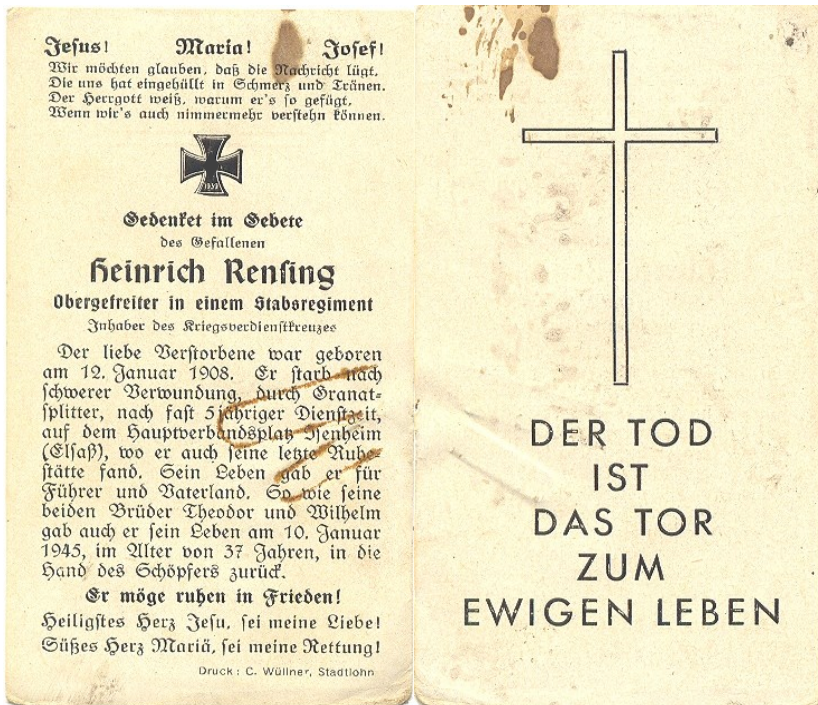 Jesus! Maria! Josef!
Wir möchten glauben, daß die Nachricht lügt,
Die uns hat eingehüllt in Schmerz und Tränen.
Der Herrgott weiß, warum er's so gefügt,
Wenn wir's auch nimmermehr verstehn können.
1939
Gedenket im Gebete
des Gefallenen
Heinrich Rensing
Obergefreiter in einem Stabsregiment
Inhaber des Kriegsverdienstkreuzes
Der liebe Verstorbene war geboren
am 12. Januar 1908. Er starb nach
schwerer Verwundung, durch Granat-
splitter, nach fast 5jähriger Dienstzeit,
auf dem Hauptverbandsplatz Isenheim
(Elsaß), wo er auch seine letzte Ruhe-
stätte fand. Sein Leben gab er für
Führer und Vaterland. So wie seine
beiden Brüder Theodor und Wilhelm
gab auch er sein Leben am 10. Januar
1945, im Alter von 37 Jahren, in die
Hand des Schöpfers zurück.
Er möge ruhen in Frieden!
Heiligstes Herz Jesu, sei meine Liebe!
Süßes Herz Mariä, sei meine Rettung!
Druck: C. Wüllner, Stadtlohn
DER TOD
IST
DAS TOR
ZUM
EWIGEN LEBEN